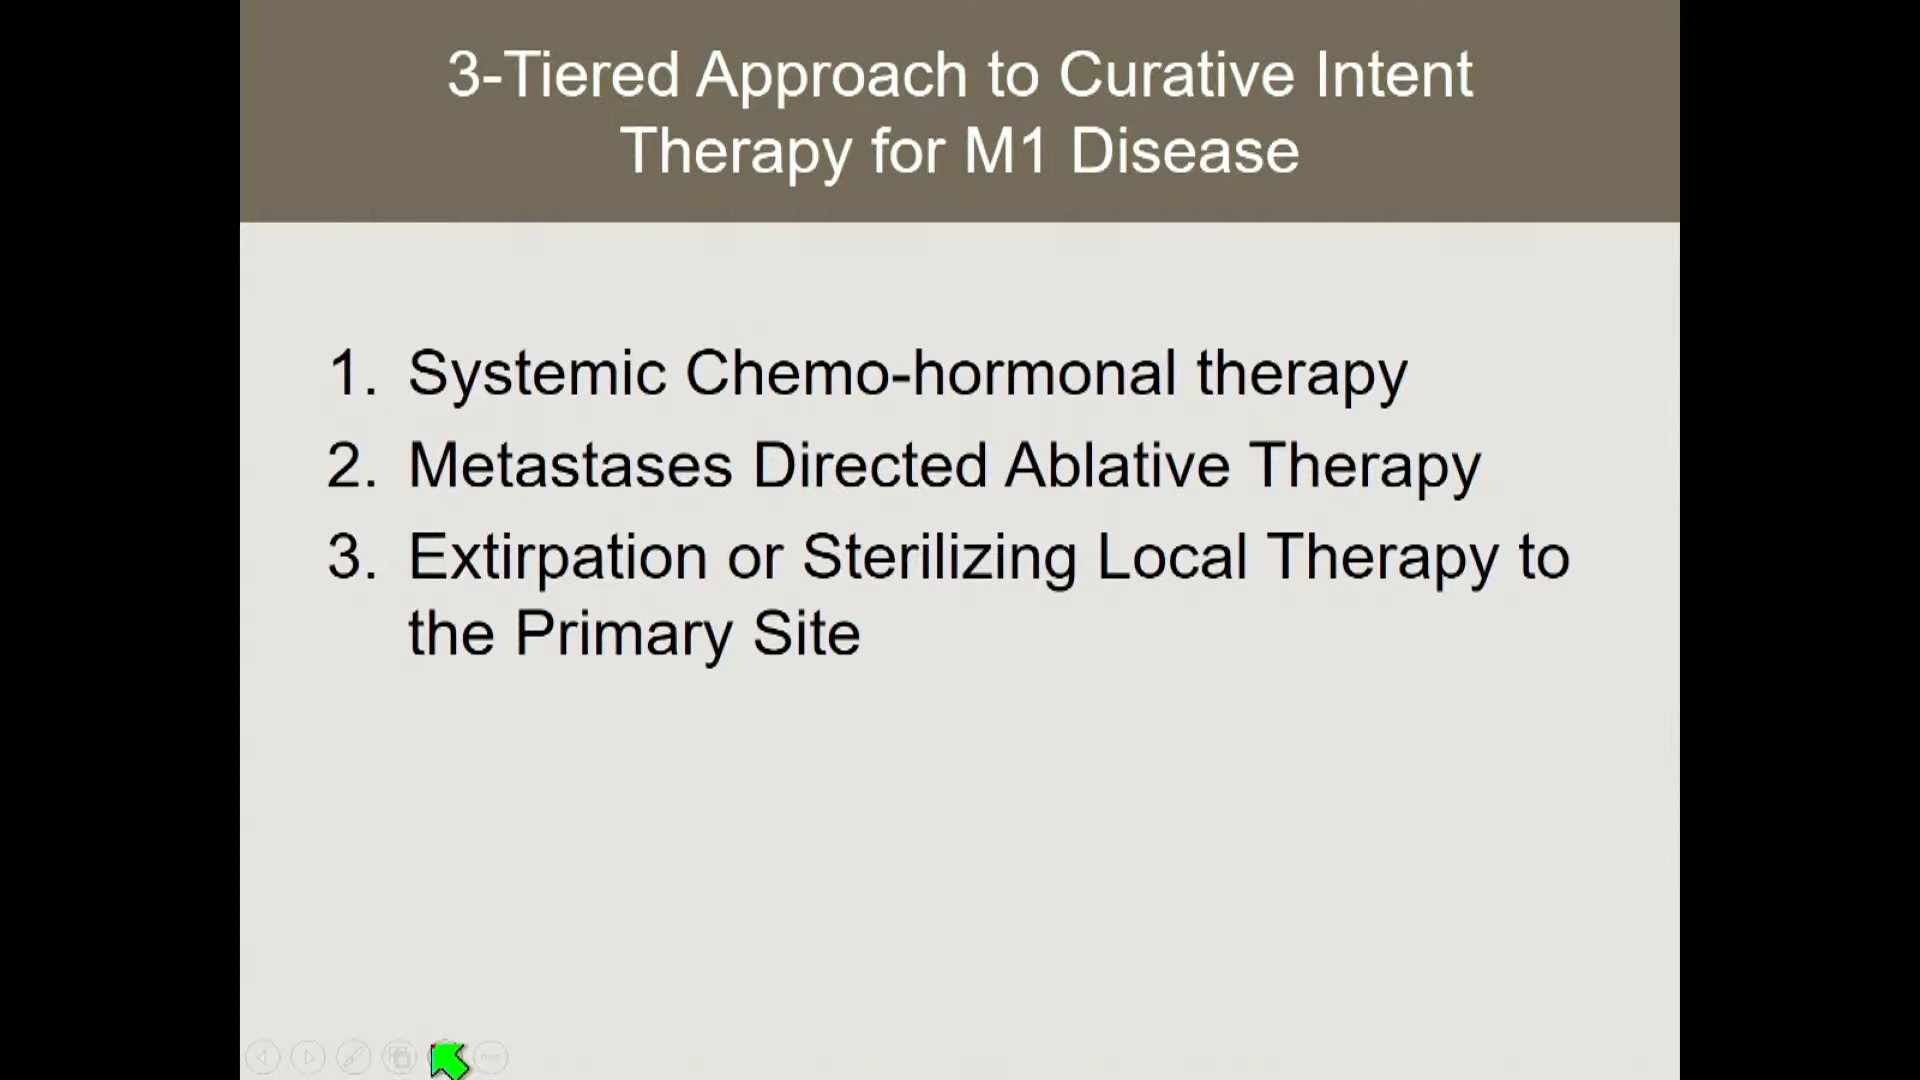 3-Tiered Approach to Curative Intent
Therapy for M1 Disease
1. Systemic Chemo-hormonal therapy
2. Metastases Directed Ablative Therapy
3. Extirpation or Sterilizing Local Therapy to
the Primary Site